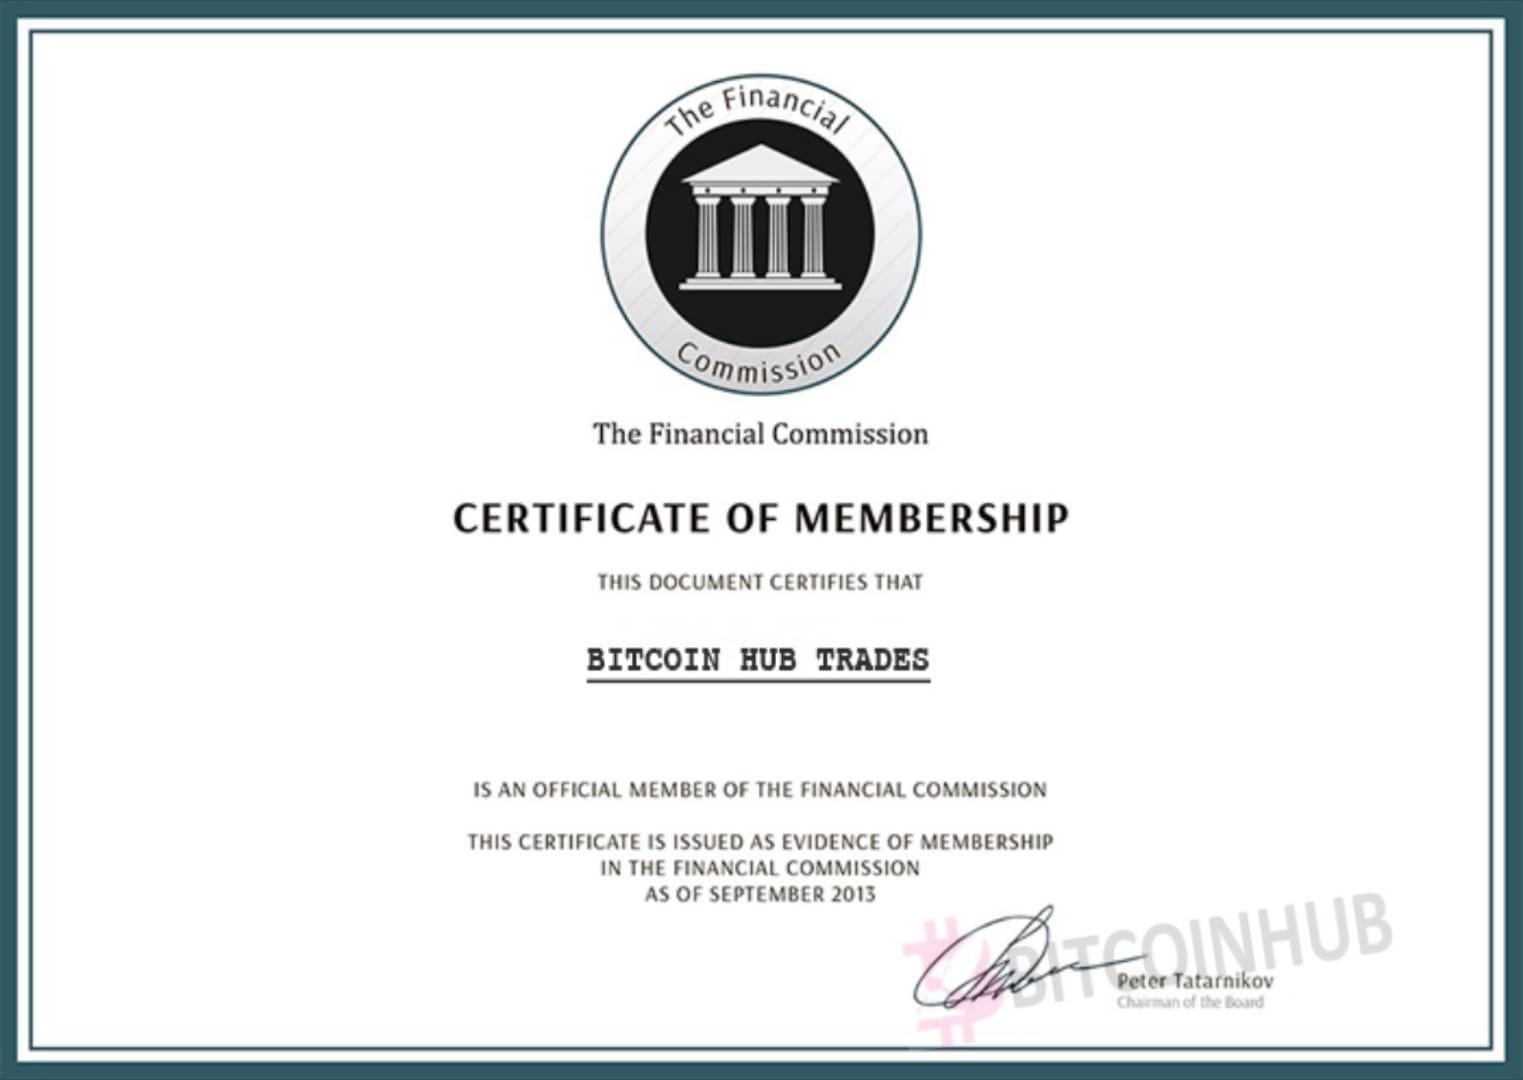 The Financial
Commission
The Financial Commission
CERTIFICATE OF MEMBERSHIP
THIS DOCUMENT CERTIFIES THAT
BITCOIN HUB TRADES
IS AN OFFICIAL MEMBER OF THE FINANCIAL COMMISSION
THIS CERTIFICATE IS ISSUED AS EVIDENCE OF MEMBERSHIP
IN THE FINANCIAL COMMISSION
AS OF SEPTEMBER 2013
BITCOINHUB
Peter Tatarnikov
Chairman of the Board